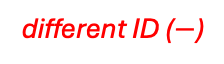 different ID (—)